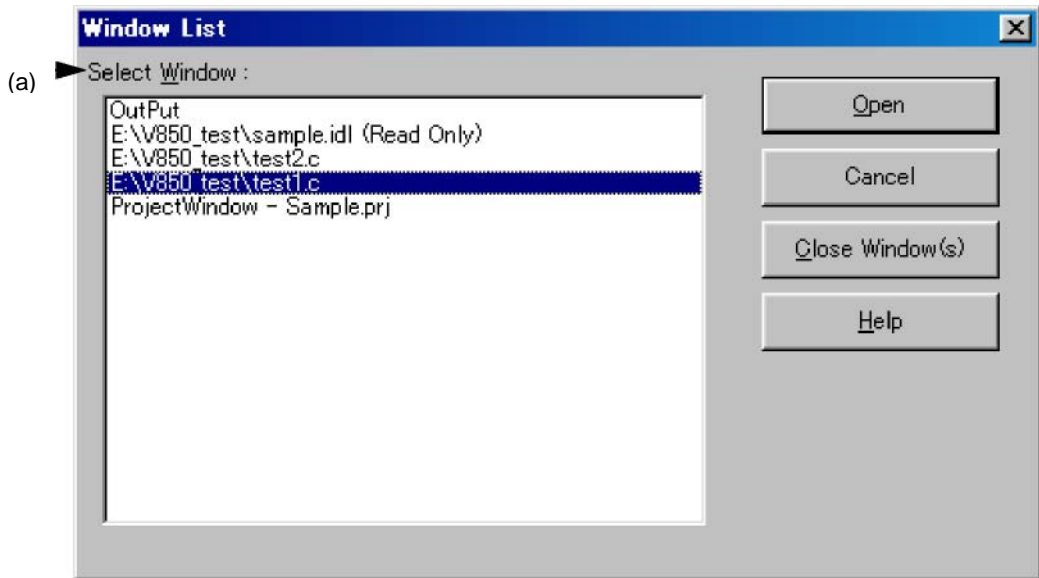 Window List
(a)
Select Window :
OutPut
E:\V850_test\sample.idl (Read Only)
E:\V850_test\test2.c
E:\V850_test\test1.c
ProjectWindow - Sample.prj
Open
Cancel
Close Window(s)
Help